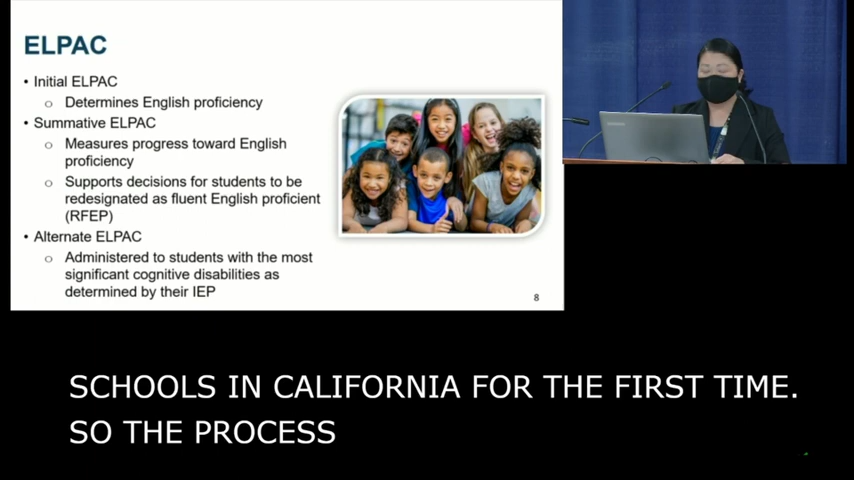 ELPAC
• Initial ELPAC
o Determines English proficiency
• Summative ELPAC
o Measures progress toward English
proficiency
o Supports decisions for students to be
redesignated as fluent English proficient
(RFEP)
• Alternate ELPAC
o Administered to students with the most
significant cognitive disabilities as
determined by their IEP
8
SCHOOLS IN CALIFORNIA FOR THE FIRST TIME.
SO THE PROCESS